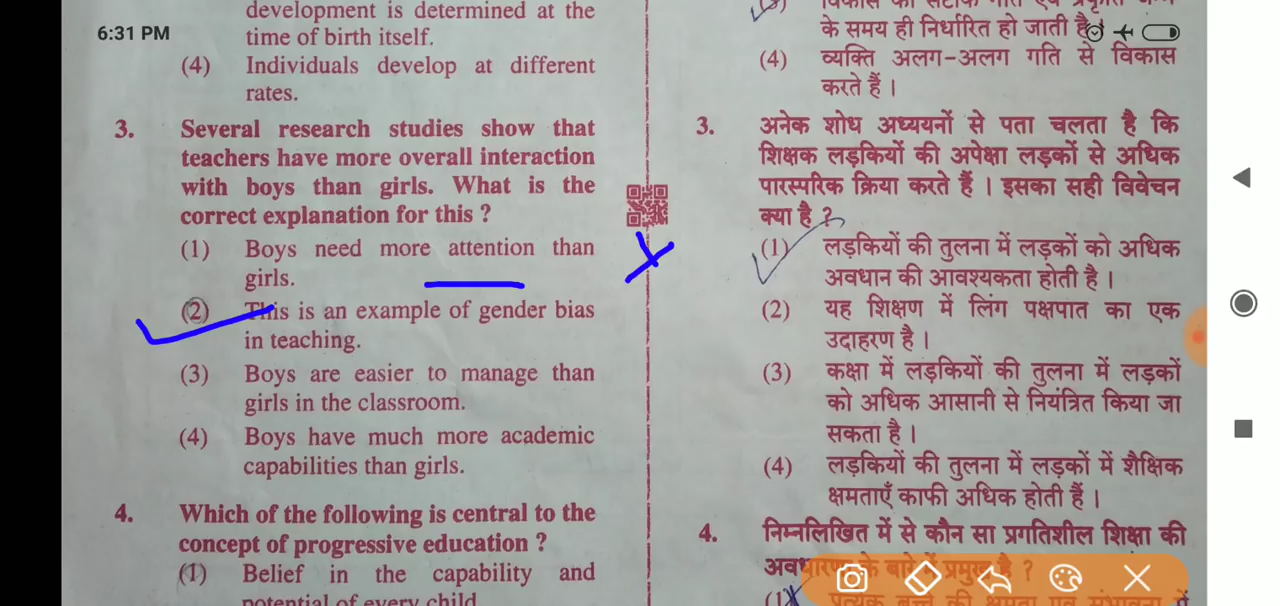 6:31 PM
development is determined at the
time of birth itself.
(4) Individuals develop at different
rates.
3. Several research studies show that
teachers have more overall interaction
with boys than girls. What is the
correct explanation for this ?
(1) Boys need more attention than
girls.
(2) This is an example of gender bias
in teaching.
(3) Boys are easier to manage than
girls in the classroom.
(4) Boys have much more academic
capabilities than girls.
4. Which of the following is central to the
concept of progressive education ?
(1) Belief in the capability and
potential of every child
के समय ही निर्धारित हो जाती है
(4) व्यक्ति अलग-अलग गति से विकास
करते हैं ।
3. अनेक शोध अध्ययनों से पता चलता है कि
शिक्षक लड़कियों की अपेक्षा लड़कों से अधिक
पारस्परिक क्रिया करते हैं । इसका सही विवेचन
क्या है ?
(1) लड़कियों की तुलना में लड़कों को अधिक
अवधान की आवश्यकता होती है ।
(2) यह शिक्षण में लिंग पक्षपात का एक
उदाहरण है ।
(3) कक्षा में लड़कियों की तुलना में लड़कों
को अधिक आसानी से नियंत्रित किया जा
सकता है ।
(4) लड़कियों की तुलना में लड़कों में शैक्षिक
क्षमताएँ काफी अधिक होती हैं ।
4. निम्नलिखित में से कौन सा प्रगतिशील शिक्षा की
अवधारणा के बारे में प्रमुख है ?